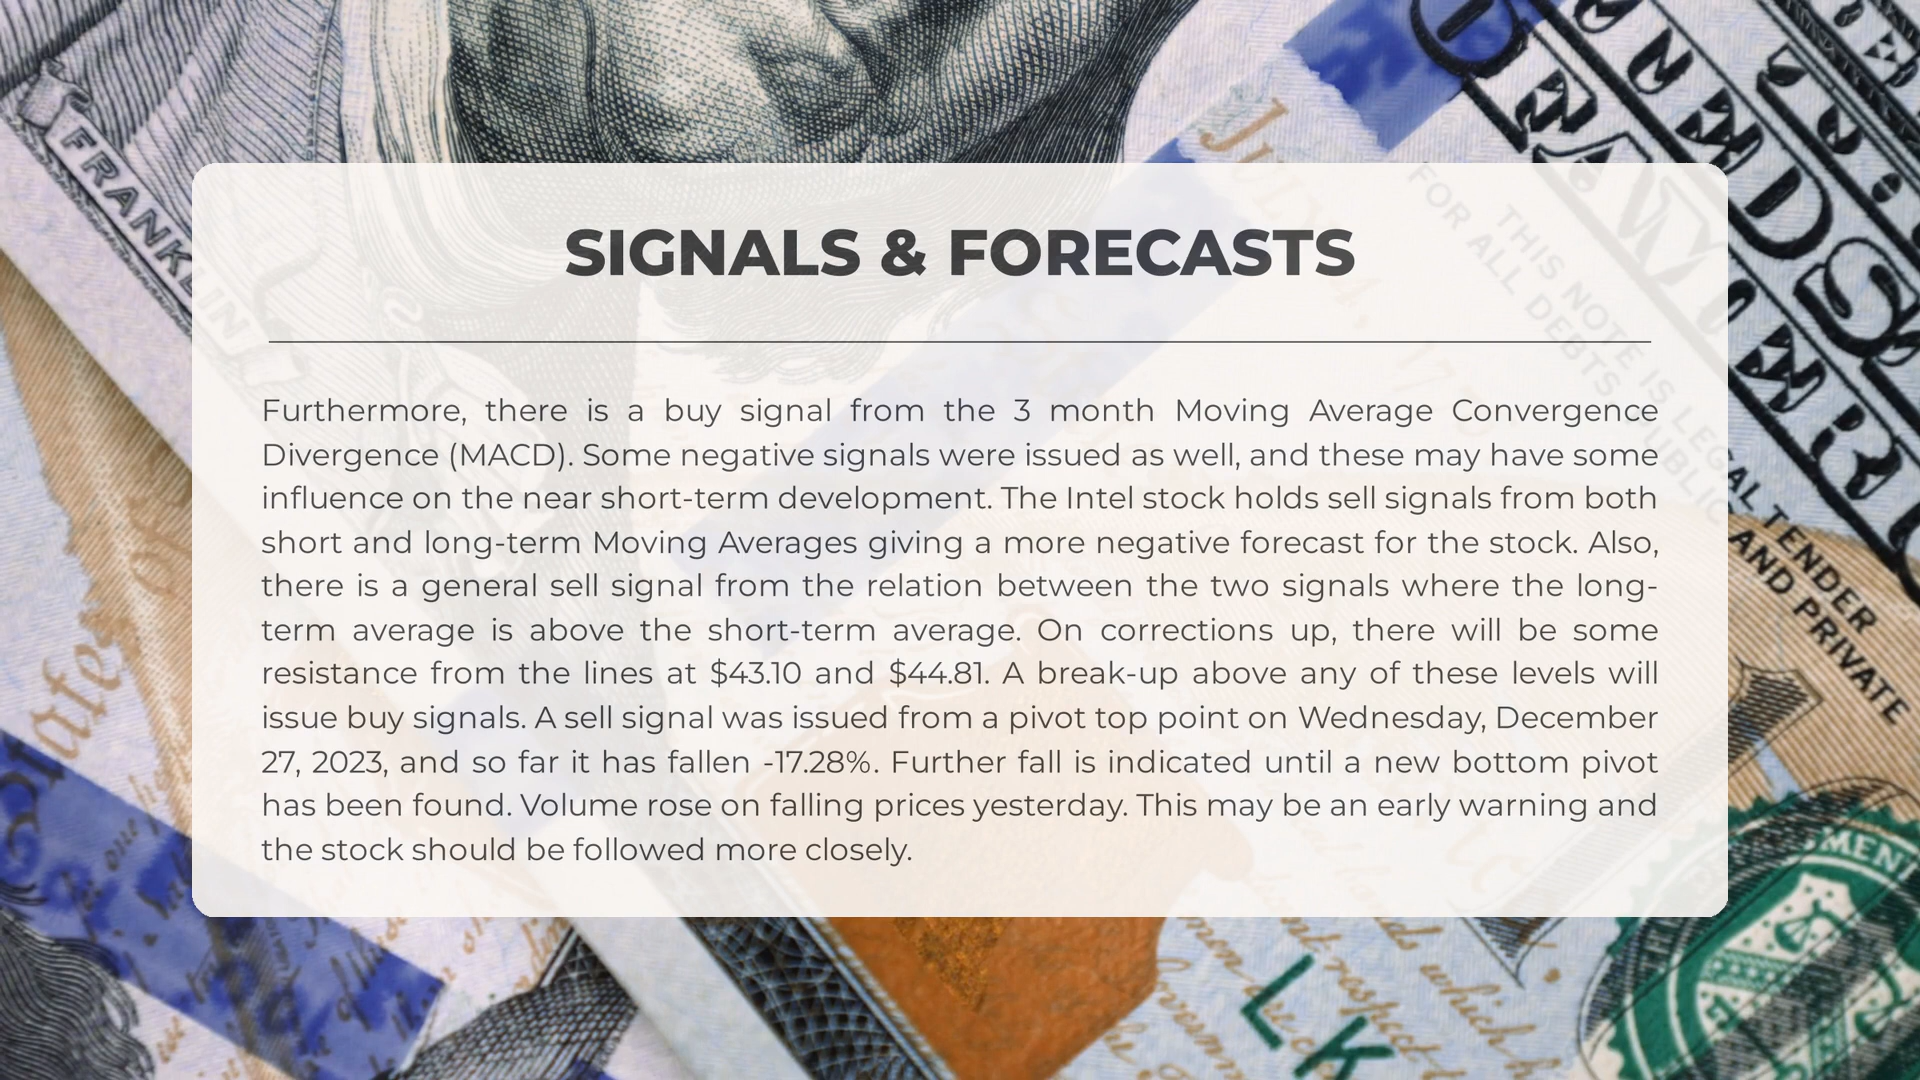 FRANKLIN
SIGNALS & FORECASTS
THIS NOTE IS LEGAL TENDER
FOR ALL DEBTS, PUBLIC AND PRIVATE
Furthermore, there is a buy signal from the 3 month Moving Average Convergence
Divergence (MACD). Some negative signals were issued as well, and these may have some
influence on the near short-term development. The Intel stock holds sell signals from both
short and long-term Moving Averages giving a more negative forecast for the stock. Also,
there is a general sell signal from the relation between the two signals where the long-
term average is above the short-term average. On corrections up, there will be some
resistance from the lines at $43.10 and $44.81. A break-up above any of these levels will
issue buy signals. A sell signal was issued from a pivot top point on Wednesday, December
27, 2023, and so far it has fallen -17.28%. Further fall is indicated until a new bottom pivot
has been found. Volume rose on falling prices yesterday. This may be an early warning and
the stock should be followed more closely.
LK